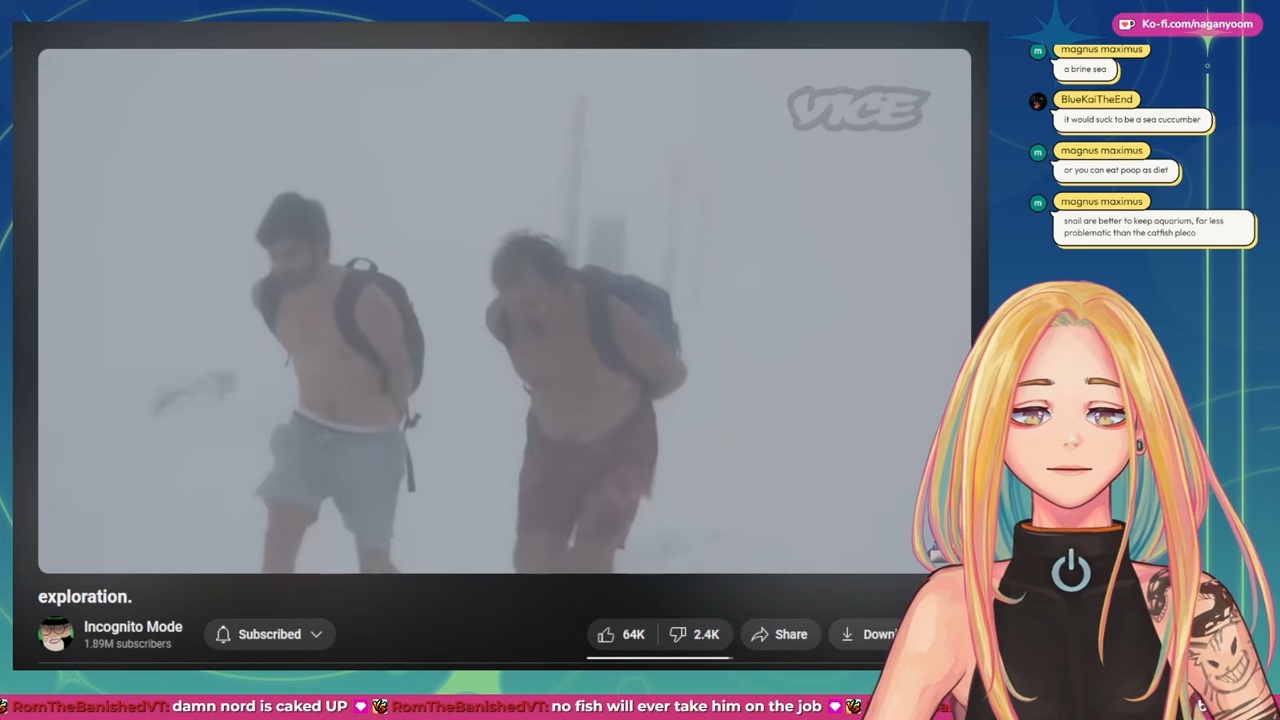 Ko-fi.com/naganyoom
m
magnus maximus
a brine sea
BlueKaiTheEnd
it would suck to be a sea cuccumber
m
magnus maximus
or you can eat poop as diet
m
magnus maximus
snail are better to keep aquarium, far less
problematic than the catfish pleco
VICE
exploration.
Incognito Mode
1.89M subscribers
Subscribed
64K
2.4K
Share
Down
RomTheBanishedVT: damn nord is caked UP RomTheBanishedVT: no fish will ever take him on the job